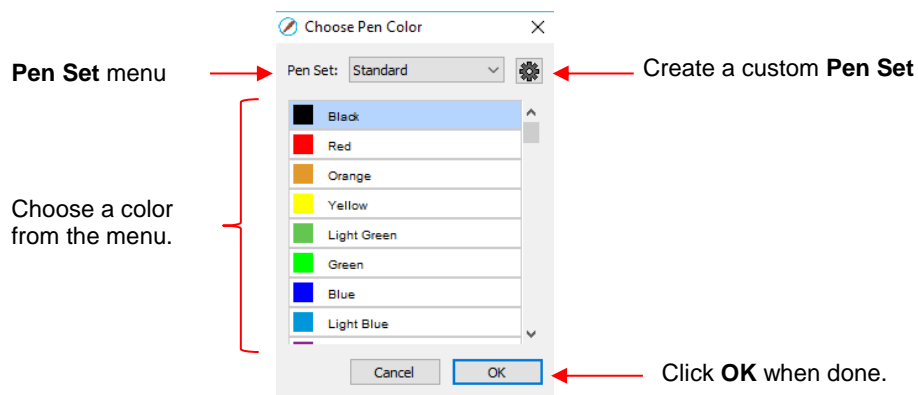 Choose Pen Color
Pen Set menu
Pen Set: Standard
Create a custom Pen Set
Black
Red
Orange
Yellow
Choose a color
from the menu.
Light Green
Green
Blue
Light Blue
Cancel
OK
Click OK when done.